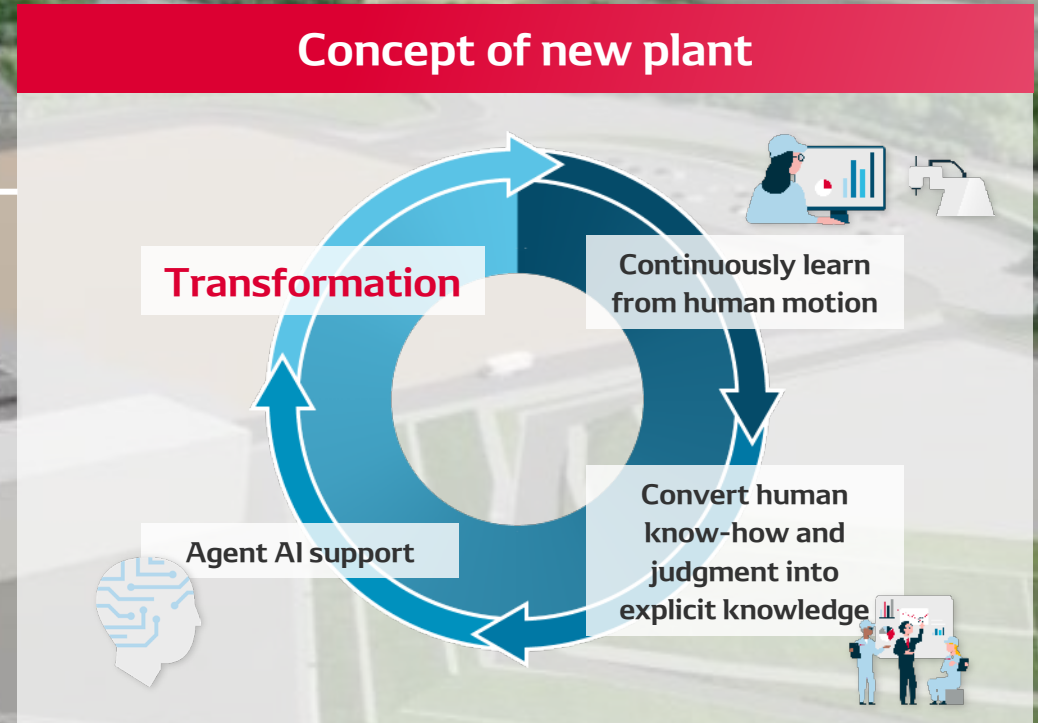 Concept of new plant
Transformation
Continuously learn
from human motion
Convert human
know-how and
judgment into
explicit knowledge
Agent AI support